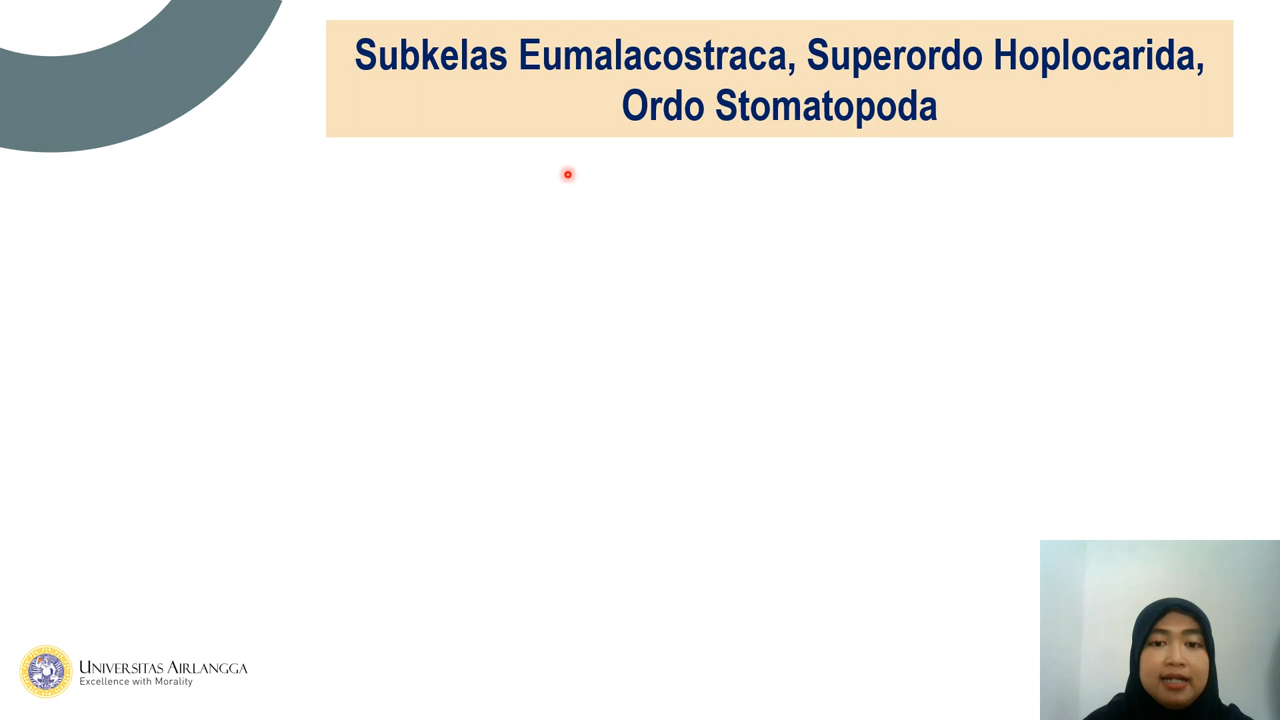 Subkelas Eumalacostraca, Superordo Hoplocarida,
Ordo Stomatopoda
UNIVERSITAS AIRLANGGA
Excellence with Morality